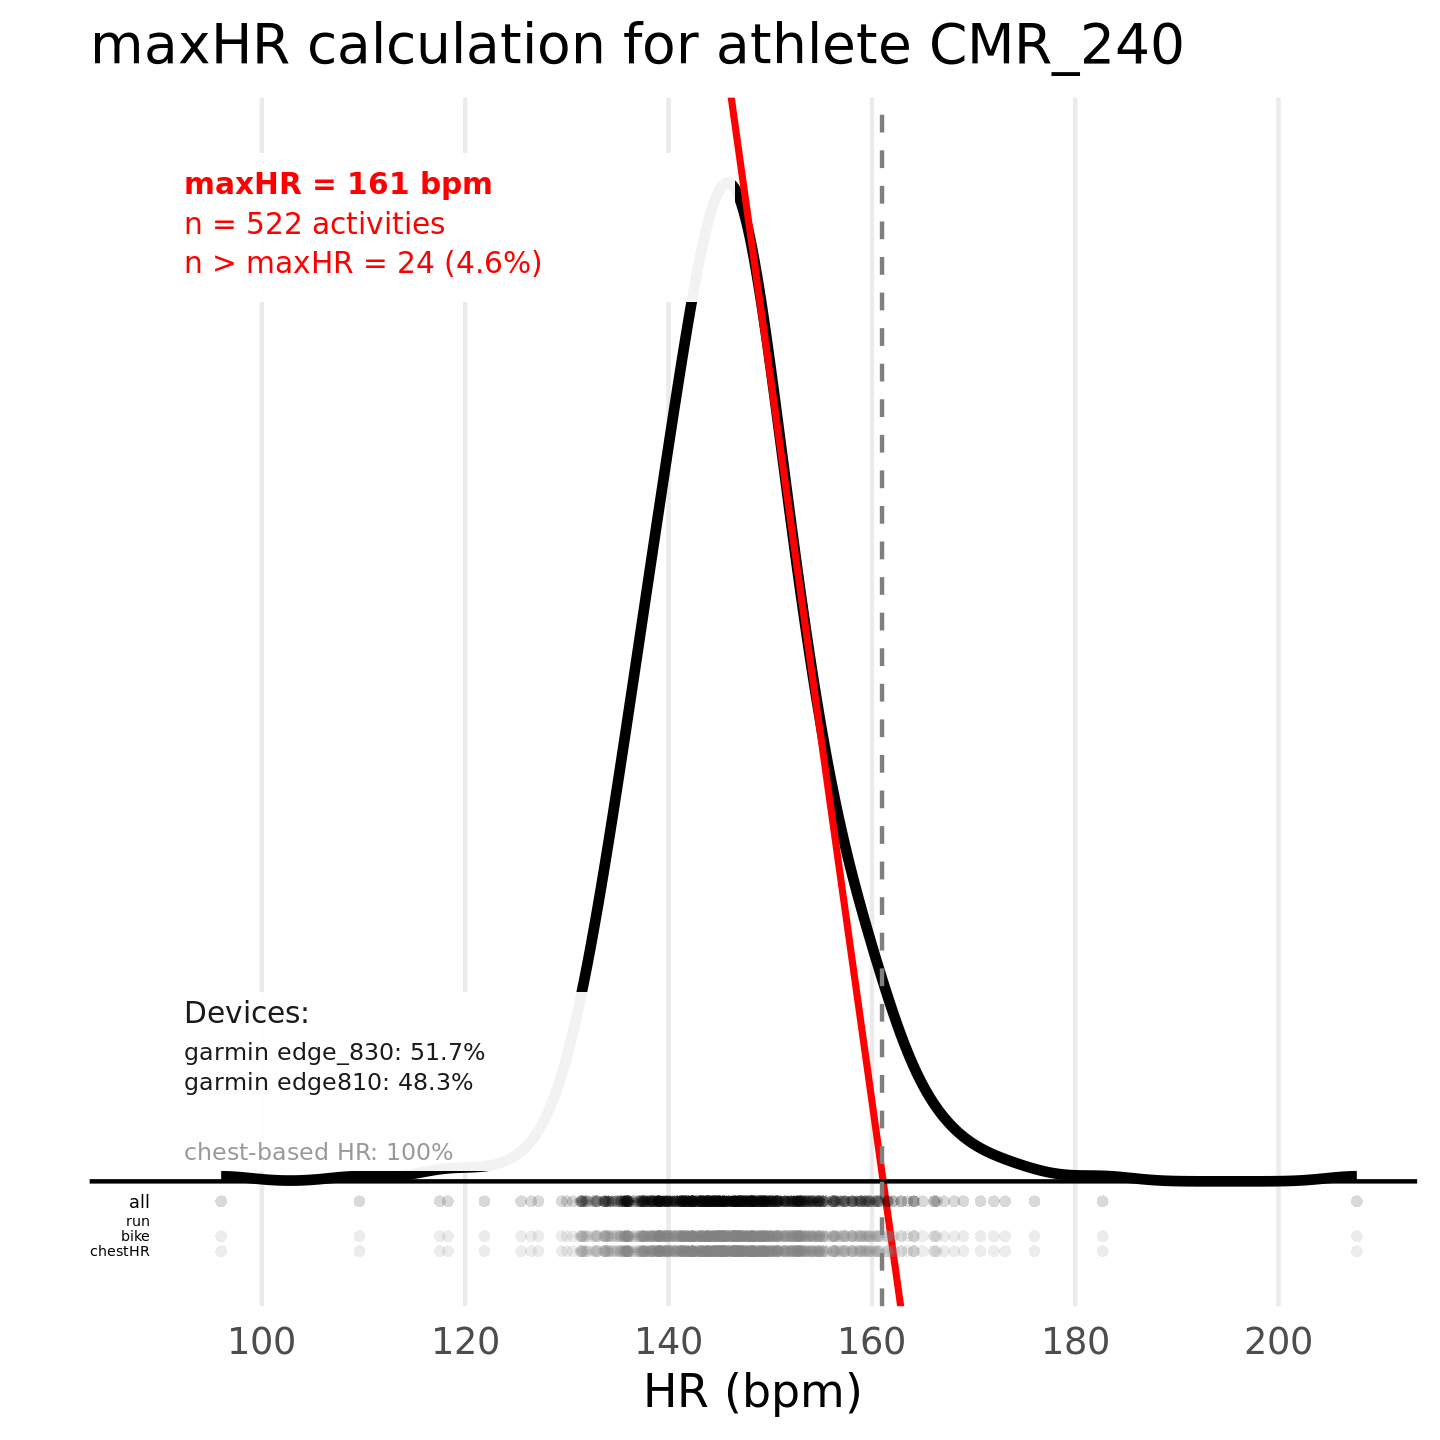 maxHR calculation for athlete CMR_240
maxHR = 161 bpm
n = 522 activities
n > maxHR = 24 (4.6%)
Devices:
garmin edge_830: 51.7%
garmin edge810: 48.3%
chest-based HR: 100%
all
run
bike
chestHR
100 120 140 160 180 200
HR (bpm)